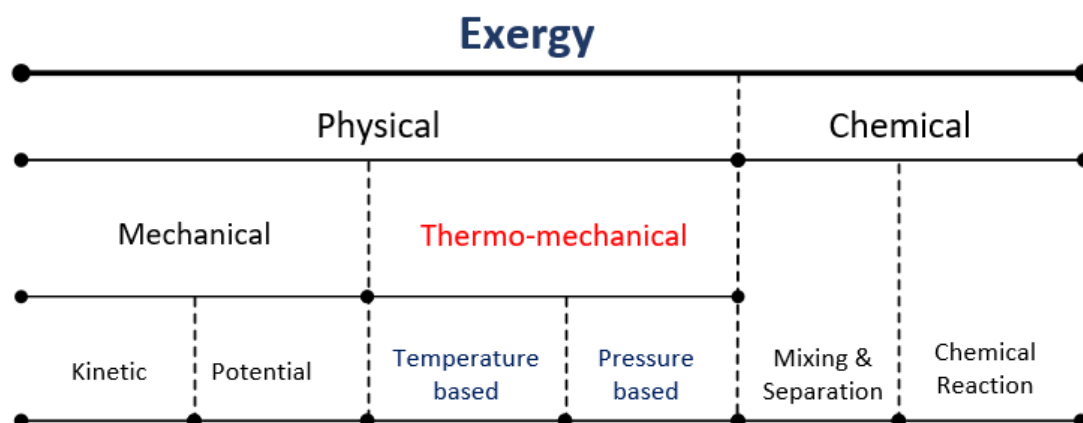 Exergy
Physical
Chemical
Mechanical
Thermo-mechanical
Kinetic
Potential
Temperature
based
Pressure
based
Mixing &
Separation
Chemical
Reaction